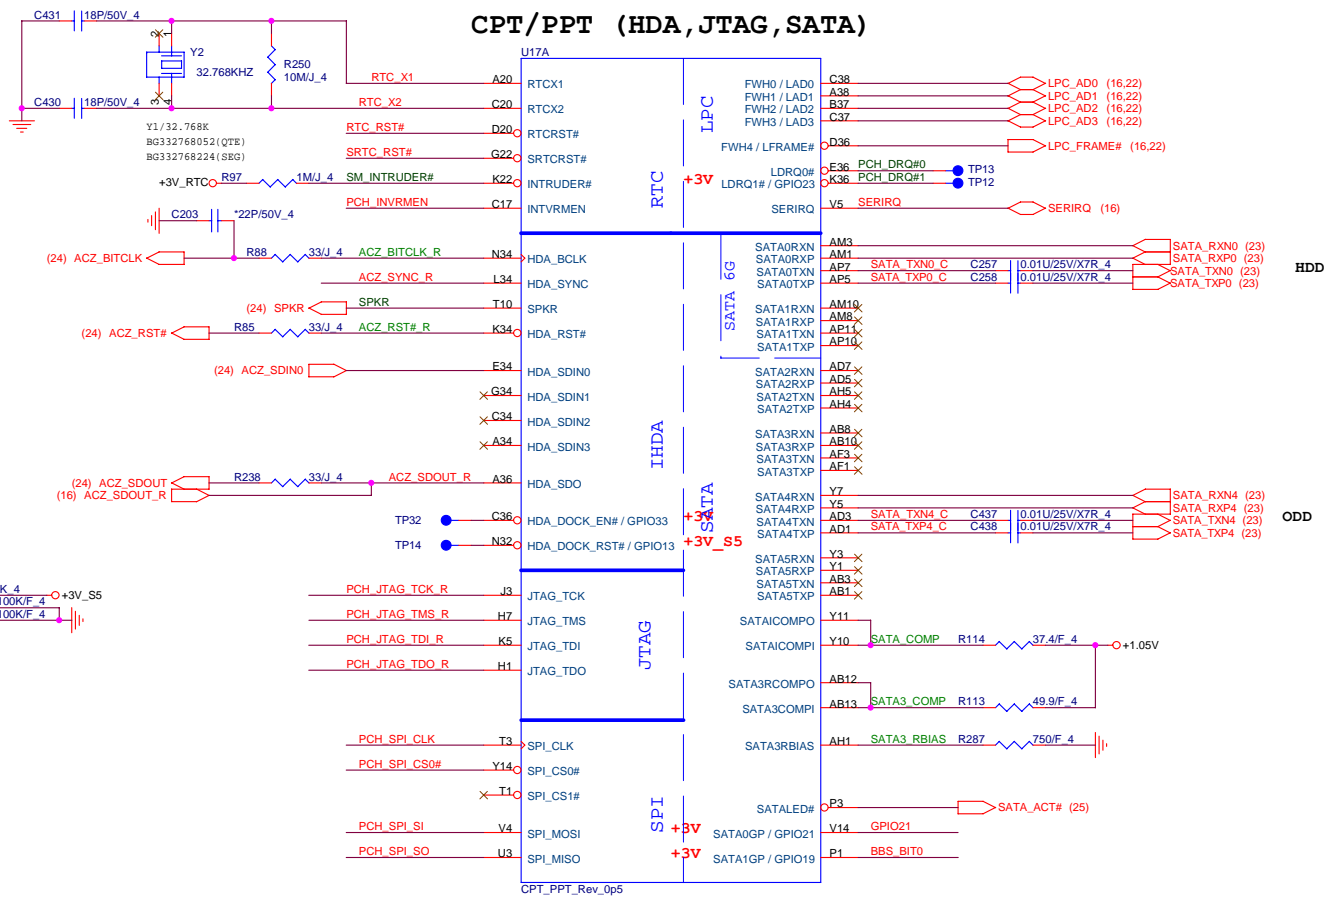 CPT/PPT (HDA,JTAG,SATA)
C431 18P/50V_4
2 1
Y2
32.768KHZ
R250
10M/J_4
3 4
C430 18P/50V_4
Y1/32.768K
BG332768052(QTE)
BG332768224(SEG)
U17A
RTC_X1 A20 RTCX1
RTC_X2 C20 RTCX2
RTC_RST# D20 RTCRST#
SRTC_RST# G22 SRTCRST#
+3V_RTC R97 1M/J_4 SM_INTRUDER# K22 INTRUDER#
PCH_INVRMEN C17 INTVRMEN
C203 *22P/50V_4
(24) ACZ_BITCLK R88 33/J_4 ACZ_BITCLK_R N34 HDA_BCLK
ACZ_SYNC_R L34 HDA_SYNC
(24) SPKR SPKR T10 SPKR
(24) ACZ_RST# R85 33/J_4 ACZ_RST#_R K34 HDA_RST#
(24) ACZ_SDIN0 E34 HDA_SDIN0
G34 HDA_SDIN1
C34 HDA_SDIN2
A34 HDA_SDIN3
(24) ACZ_SDOUT R238 33/J_4 ACZ_SDOUT_R A36 HDA_SDO
(16) ACZ_SDOUT_R
TP32 C36 HDA_DOCK_EN# / GPIO33
TP14 N32 HDA_DOCK_RST# / GPIO13
K_4
+3V_S5
100K/F_4
100K/F_4
PCH_JTAG_TCK_R J3 JTAG_TCK
PCH_JTAG_TMS_R H7 JTAG_TMS
PCH_JTAG_TDI_R K5 JTAG_TDI
PCH_JTAG_TDO_R H1 JTAG_TDO
PCH_SPI_CLK T3 SPI_CLK
PCH_SPI_CS0# Y14 SPI_CS0#
T1 SPI_CS1#
PCH_SPI_SI V4 SPI_MOSI
PCH_SPI_SO U3 SPI_MISO
CPT_PPT_Rev_0p5
RTC
LPC
+3V
IHDA
SATA 6G
SATA
+3V
+3V_S5
JTAG
SPI
+3V
+3V
FWH0 / LAD0 C38 LPC_AD0 (16,22)
FWH1 / LAD1 A38 LPC_AD1 (16,22)
FWH2 / LAD2 B37 LPC_AD2 (16,22)
FWH3 / LAD3 C37 LPC_AD3 (16,22)
FWH4 / LFRAME# D36 LPC_FRAME# (16,22)
LDRQ0# E36 PCH_DRQ#0 TP13
LDRQ1# / GPIO23 K36 PCH_DRQ#1 TP12
SERIRQ V5 SERIRQ SERIRQ (16)
SATA0RXN AM3 SATA_RXN0 (23)
SATA0RXP AM1 SATA_RXP0 (23)
SATA0TXN AP7 SATA_TXN0_C C257 0.01U/25V/X7R_4 SATA_TXN0 (23)
SATA0TXP AP5 SATA_TXP0_C C258 0.01U/25V/X7R_4 SATA_TXP0 (23)
HDD
SATA1RXN AM10
SATA1RXP AM8
SATA1TXN AP11
SATA1TXP AP10
SATA2RXN AD7
SATA2RXP AD5
SATA2TXN AH5
SATA2TXP AH4
SATA3RXN AB8
SATA3RXP AB10
SATA3TXN AF3
SATA3TXP AF1
SATA4RXN Y7 SATA_RXN4 (23)
SATA4RXP Y5 SATA_RXP4 (23)
SATA4TXN AD3 SATA_TXN4_C C437 0.01U/25V/X7R_4 SATA_TXN4 (23)
SATA4TXP AD1 SATA_TXP4_C C438 0.01U/25V/X7R_4 SATA_TXP4 (23)
ODD
SATA5RXN Y3
SATA5RXP Y1
SATA5TXN AB3
SATA5TXP AB1
SATAICOMPO Y11
SATAICOMPI Y10 SATA_COMP R114 37.4/F_4 +1.05V
SATA3RCOMPO AB12
SATA3COMPI AB13 SATA3_COMP R113 49.9/F_4
SATA3RBIAS AH1 SATA3_RBIAS R287 750/F_4
SATALED# P3 SATA_ACT# (25)
SATA0GP / GPIO21 V14 GPIO21
SATA1GP / GPIO19 P1 BBS_BIT0